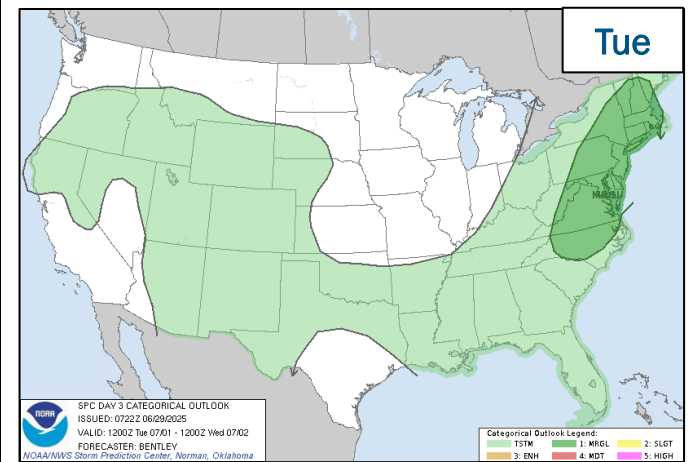 Tue
MRGL
SPC DAY 3 CATEGORICAL OUTLOOK
ISSUED: 0722Z 06/29/2025
VALID: 1200Z Tue 07/01 - 1200Z Wed 07/02
FORECASTER: BENTLEY
NOAA/NWS Storm Prediction Center, Norman, Oklahoma
NOAA
Categorical Outlook Legend:
TSTM 1: MRGL 2: SLGT
3: ENH 4: MDT 5: HIGH